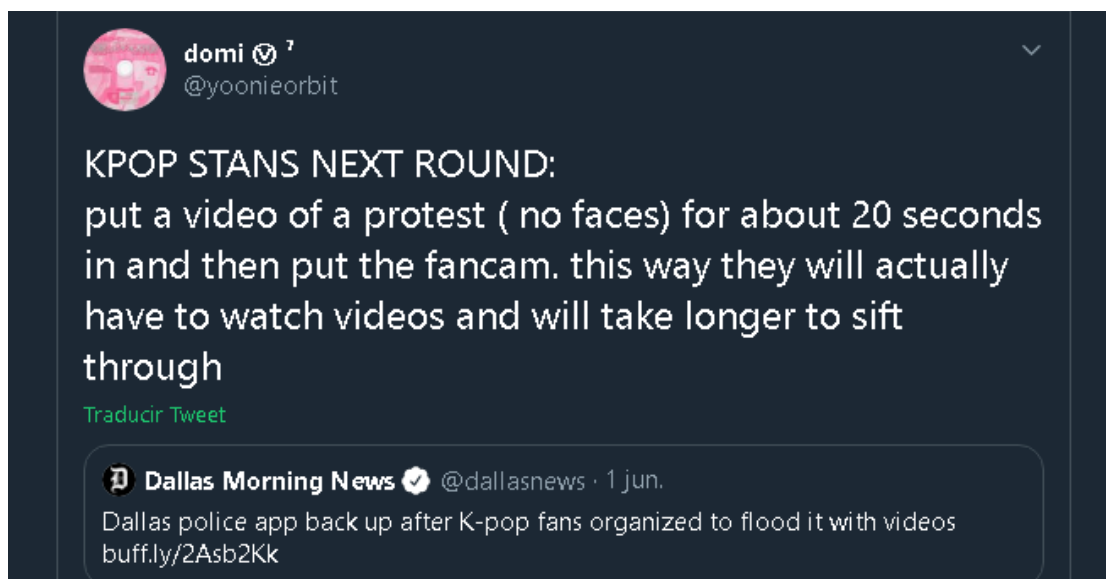 domi Ⓥ ⁷
@yoonieorbit
KPOP STANS NEXT ROUND:
put a video of a protest ( no faces) for about 20 seconds
in and then put the fancam. this way they will actually
have to watch videos and will take longer to sift
through
Traducir Tweet
Dallas Morning News @dallasnews · 1 jun.
Dallas police app back up after K-pop fans organized to flood it with videos
buff.ly/2Asb2Kk